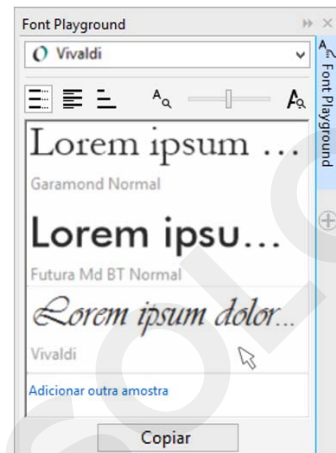 Font Playground
Vivaldi
Lorem ipsum ...
Garamond Normal
Lorem ipsu...
Futura Md BT Normal
Lorem ipsum dolor...
Vivaldi
Adicionar outra amostra
Copiar
Font Playground